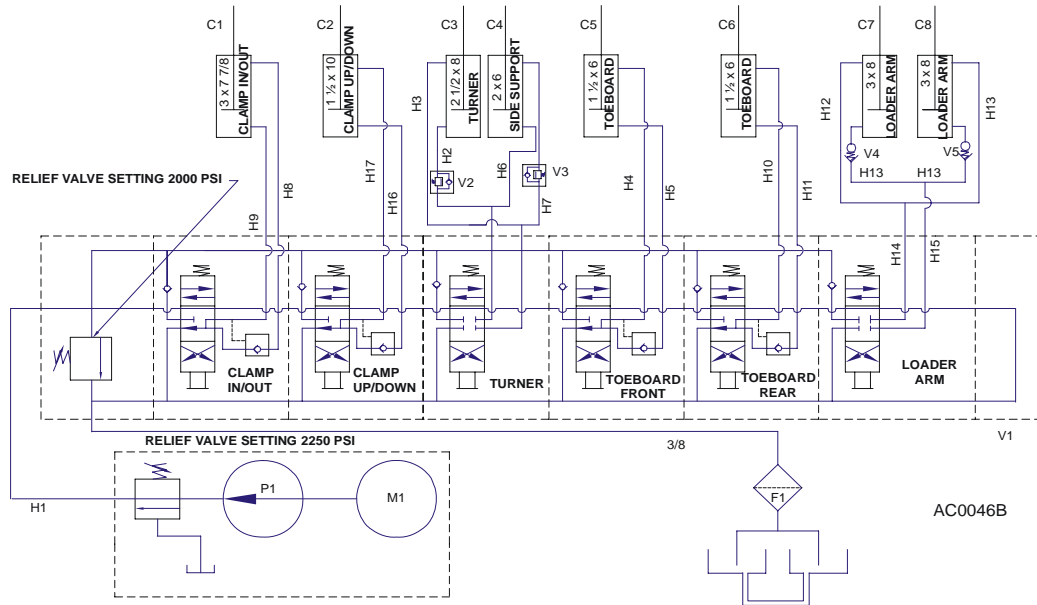 C1
C2
C3
C4
C5
C6
C7
C8
3 x 7 7/8
CLAMP IN/OUT
1 ½ x 10
CLAMP UP/DOWN
2 1/2 x 8
TURNER
2 x 6
SIDE SUPPORT
1 ½ x 6
TOEBOARD
1 ½ x 6
TOEBOARD
3 x 8
LOADER ARM
3 x 8
LOADER ARM
H3
H12
H13
H2
H6
V4
V5
H13
H13
H17
V2
V3
H4
H10
RELIEF VALVE SETTING 2000 PSI
H9
H8
H16
H7
H5
H11
H14
H15
CLAMP
IN/OUT
CLAMP
UP/DOWN
TURNER
TOEBOARD
FRONT
TOEBOARD
REAR
LOADER
ARM
RELIEF VALVE SETTING 2250 PSI
3/8
V1
H1
P1
M1
F1
AC0046B